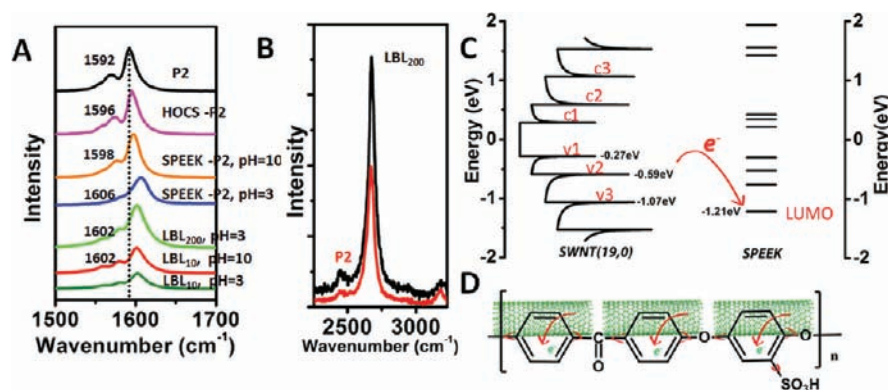 A
Intensity
1592
P2
1596
HOCS -P2
1598
SPEEK -P2, pH=10
1606
SPEEK -P2, pH=3
LBL200, pH=3
1602
LBL10, pH=10
1602
LBL10, pH=3
1500 1600 1700
Wavenumber (cm-1)
B
Intensity
LBL200
P2
2500 3000
Wavenumber (cm-1)
C
Energy (eV)
2
1
0
-1
-2
c3
c2
c1
v1
v2
v3
-0.27eV
-0.59eV
-1.07eV
SWNT(19,0)
e-
-1.21eV
LUMO
SPEEK
2
1
0
-1
-2
Energy(eV)
D
O
O
O
e
e
e
SO3H
n